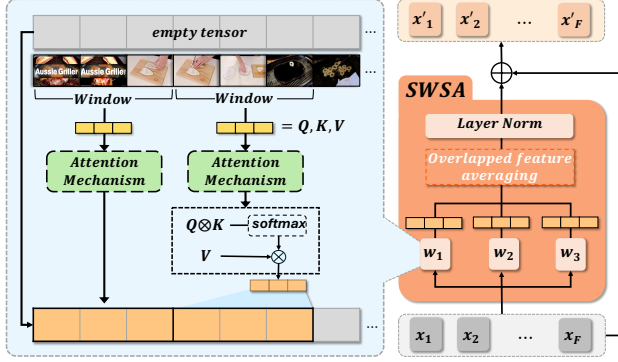 empty tensor
...
Aussie Griller
Aussie Griller
...
Window
Window
= Q, K, V
Attention
Mechanism
Attention
Mechanism
Q⊗K
softmax
V
...
x'₁ x'₂ ... x'F
SWSA
Layer Norm
Overlapped feature
averaging
w₁ w₂ w₃
x₁ x₂ ... xF